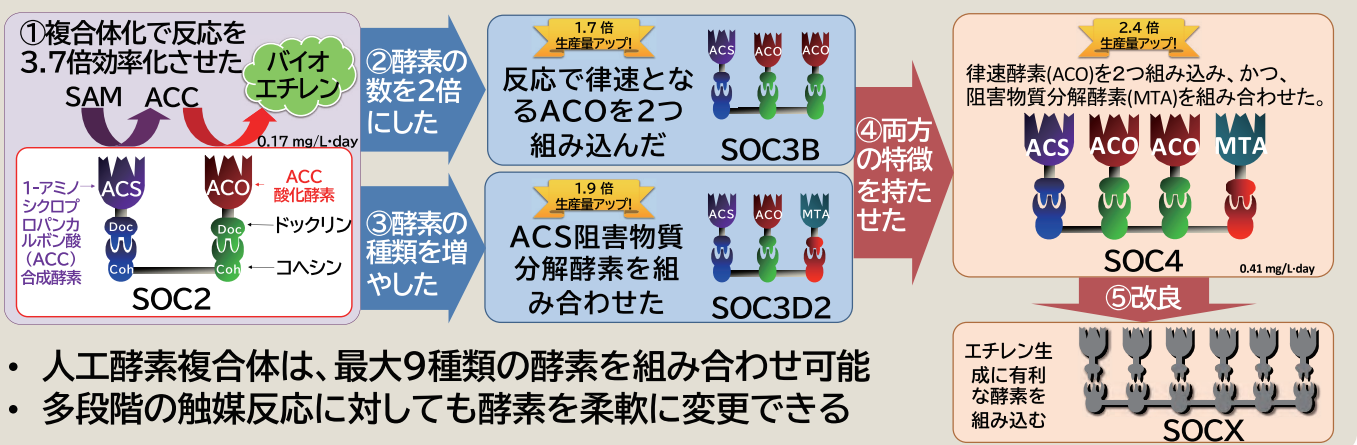 ①複合体化で反応を
3.7倍効率化させた
バイオ
エチレン
SAM ACC
0.17 mg/L·day
1-アミノ
シクロプ
ロパンカ
ルボン酸
(ACC)
合成酵素
ACS
ACO
ACC
酸化酵素
Doc
Doc
ドックリン
Coh
Coh
コヘシン
SOC2
②酵素の
数を2倍
にした
③酵素の
種類を増
やした
1.7 倍
生産量アップ!
反応で律速とな
るACOを2つ
組み込んだ
ACS
ACO
ACO
SOC3B
1.9 倍
生産量アップ!
ACS阻害物質
分解酵素を組
み合わせた
ACS
ACO
MTA
SOC3D2
④両方
の特徴
を持た
せた
2.4 倍
生産量アップ!
律速酵素(ACO)を2つ組み込み、かつ、
阻害物質分解酵素(MTA)を組み合わせた。
ACS
ACO
ACO
MTA
SOC4
0.41 mg/L·day
⑤改良
エチレン生
成に有利
な酵素を
組み込む
SOCX
• 人工酵素複合体は、最大9種類の酵素を組み合わせ可能
• 多段階の触媒反応に対しても酵素を柔軟に変更できる